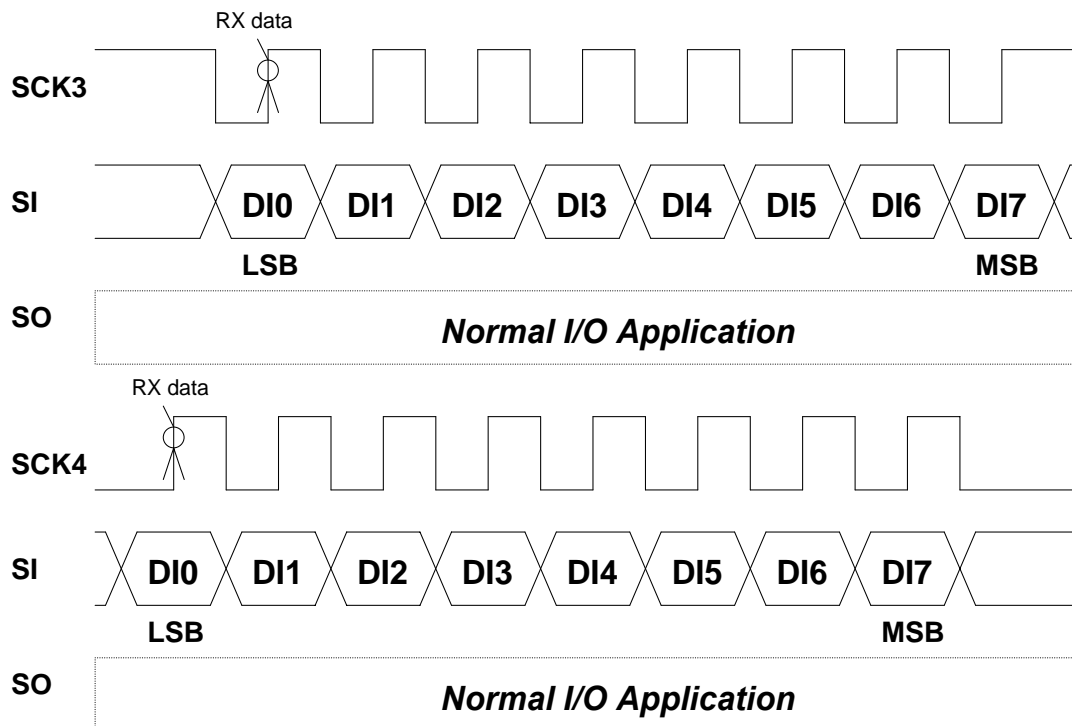 RX data
SCK3
SI DI0 DI1 DI2 DI3 DI4 DI5 DI6 DI7
LSB MSB
SO Normal I/O Application
RX data
SCK4
SI DI0 DI1 DI2 DI3 DI4 DI5 DI6 DI7
LSB MSB
SO Normal I/O Application